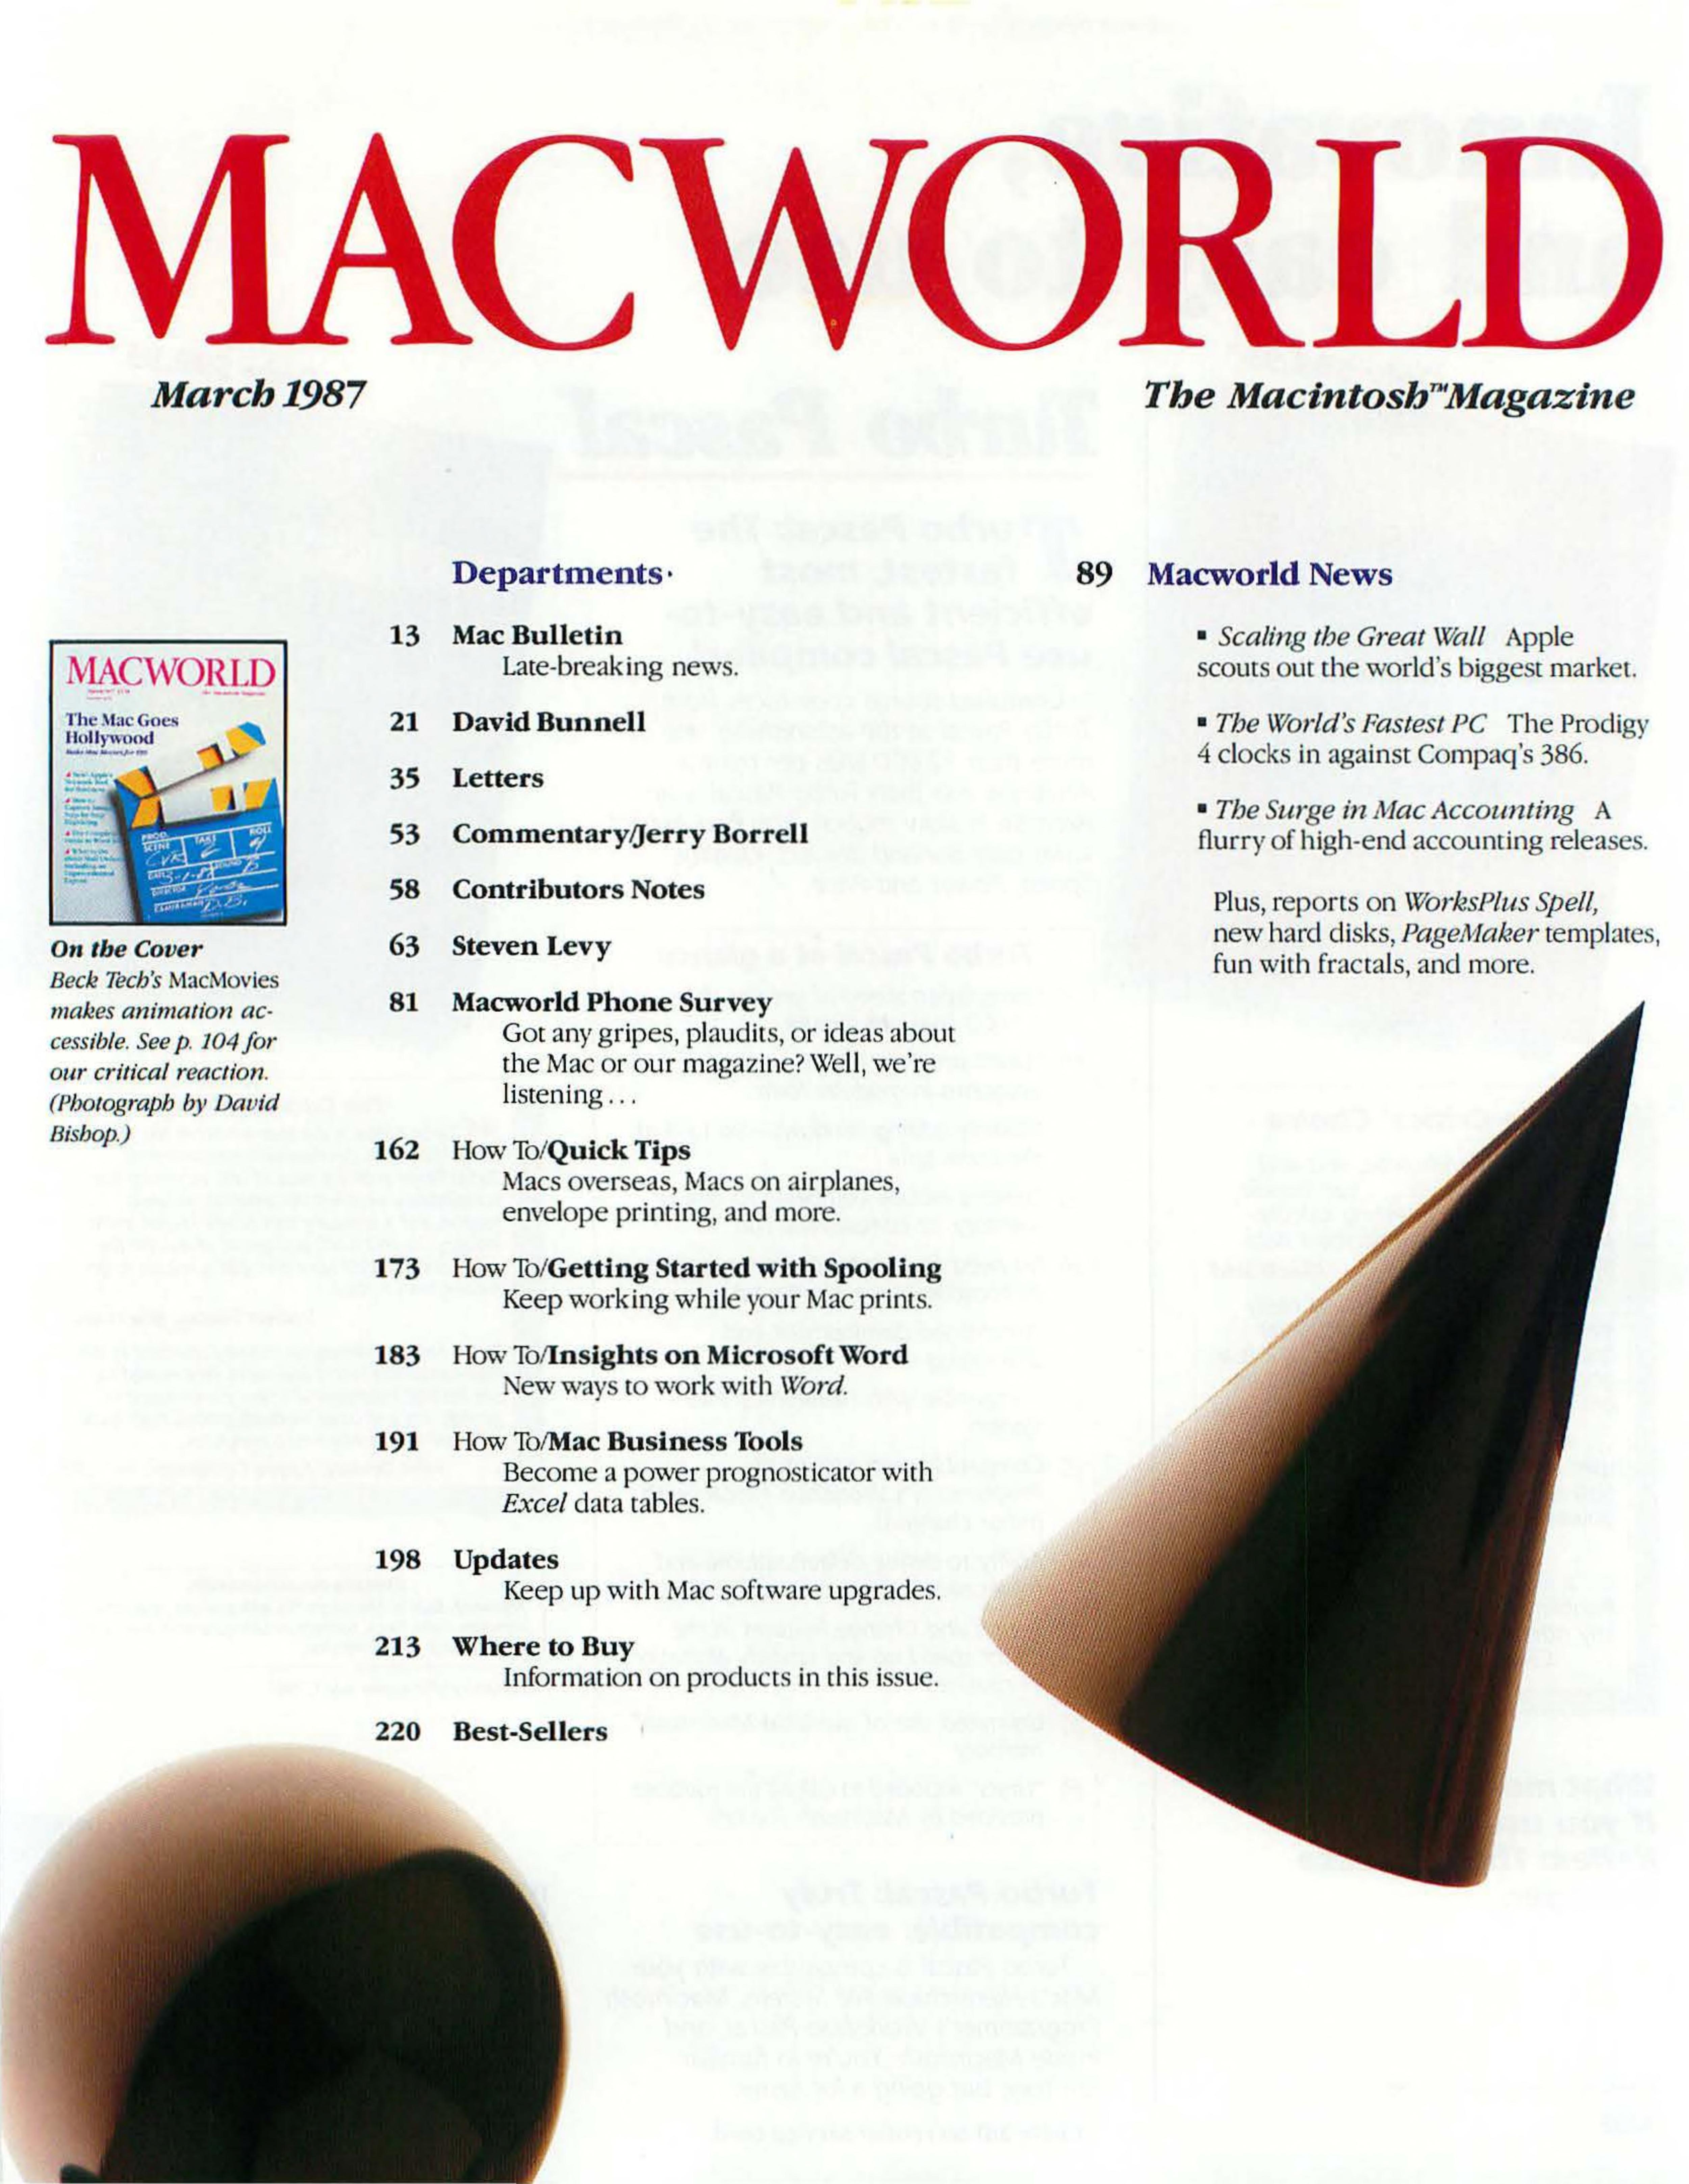 MACWORLD
March 1987
The Macintosh™ Magazine
MACWORLD
The Mac Goes
Hollywood
PROD.
SCENE
TAKE
ROLL
DATE
DIRECTOR
CAMERAMAN
D.B.
On the Cover
Beck Tech's MacMovies
makes animation ac-
cessible. See p. 104 for
our critical reaction.
(Photograph by David
Bishop.)
Departments
13 Mac Bulletin
Late-breaking news.
21 David Bunnell
35 Letters
53 Commentary/Jerry Borrell
58 Contributors Notes
63 Steven Levy
81 Macworld Phone Survey
Got any gripes, plaudits, or ideas about
the Mac or our magazine? Well, we're
listening...
162 How To/Quick Tips
Macs overseas, Macs on airplanes,
envelope printing, and more.
173 How To/Getting Started with Spooling
Keep working while your Mac prints.
183 How To/Insights on Microsoft Word
New ways to work with Word.
191 How To/Mac Business Tools
Become a power prognosticator with
Excel data tables.
198 Updates
Keep up with Mac software upgrades.
213 Where to Buy
Information on products in this issue.
220 Best-Sellers
89 Macworld News
▪ Scaling the Great Wall Apple
scouts out the world's biggest market.
▪ The World's Fastest PC The Prodigy
4 clocks in against Compaq's 386.
▪ The Surge in Mac Accounting A
flurry of high-end accounting releases.
Plus, reports on WorksPlus Spell,
new hard disks, PageMaker templates,
fun with fractals, and more.